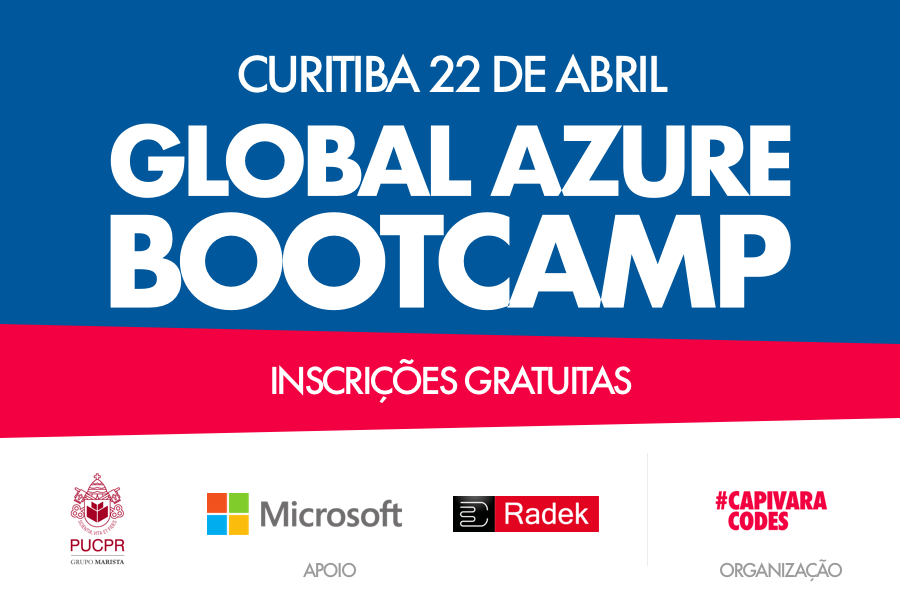 CURITIBA 22 DE ABRIL
GLOBAL AZURE
BOOTCAMP
INSCRIÇÕES GRATUITAS
PUCPR
GRUPO MARISTA
Microsoft
Radek
APOIO
#CAPIVARA
CODES
ORGANIZAÇÃO